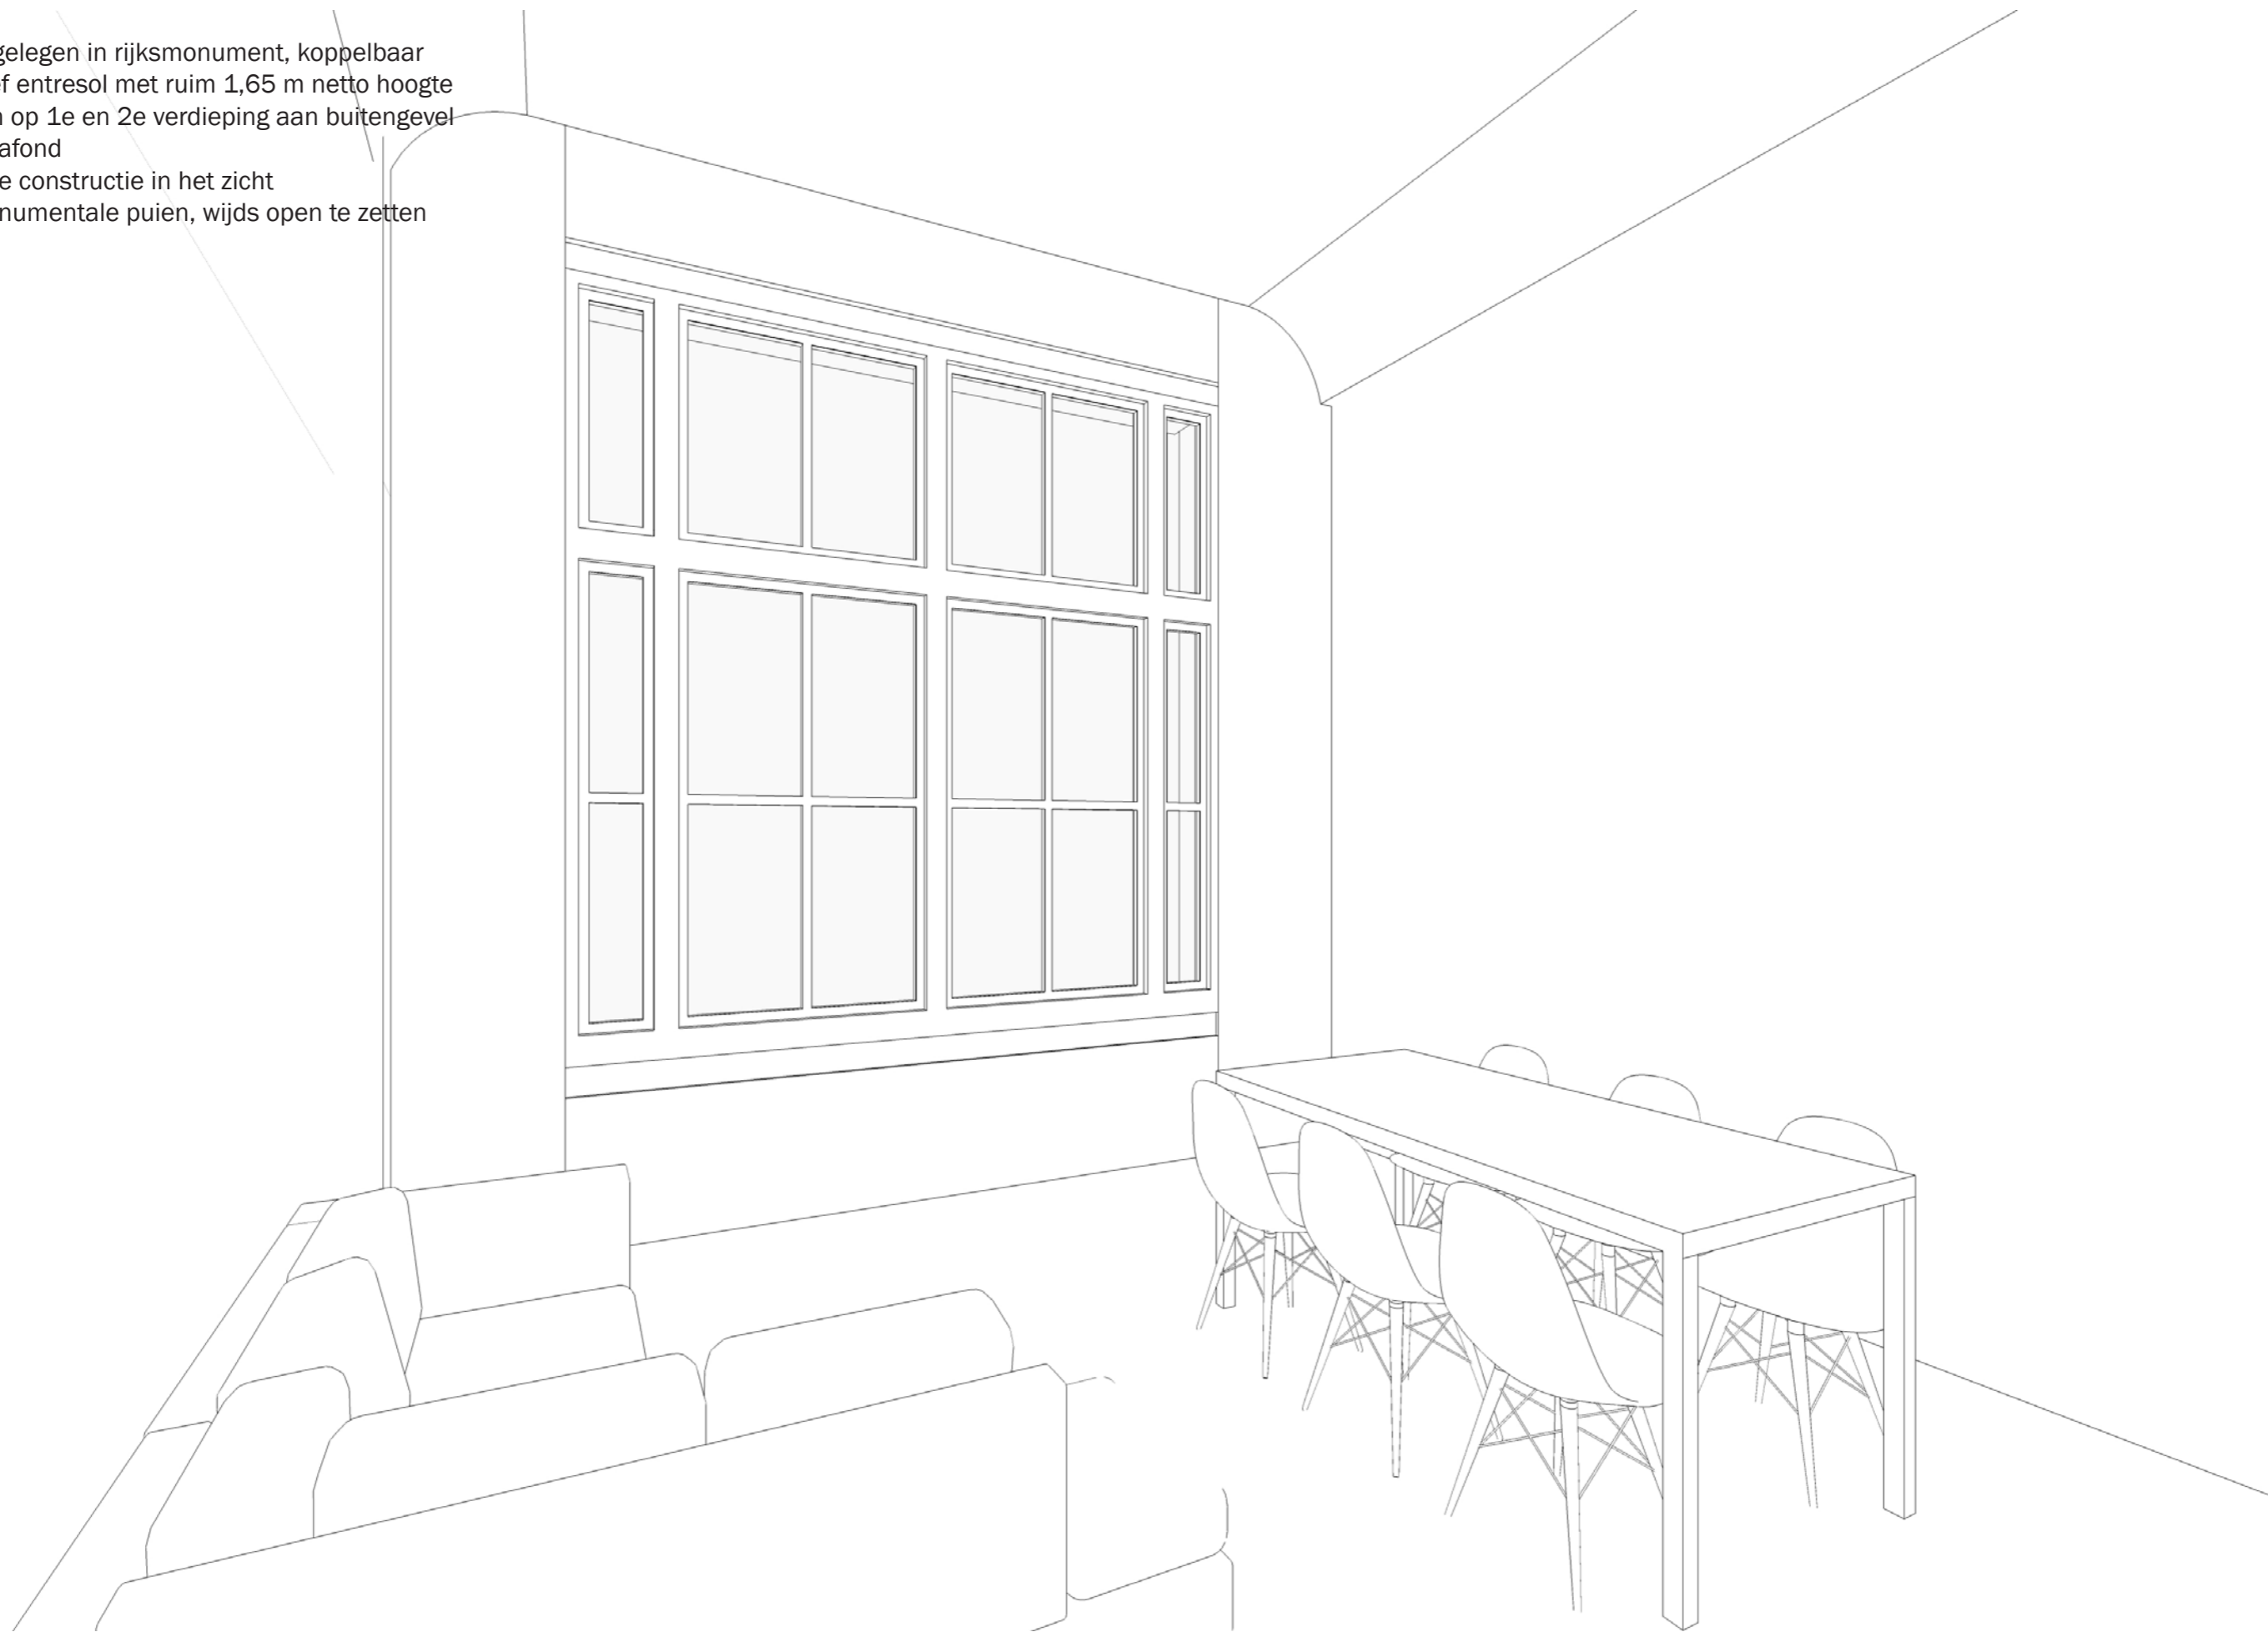 gelegen in rijksmonument, koppelbaar
entresol met ruim 1,65 m netto hoogte
op 1e en 2e verdieping aan buitengevel
afond
e constructie in het zicht
numentale puien, wijds open te zetten